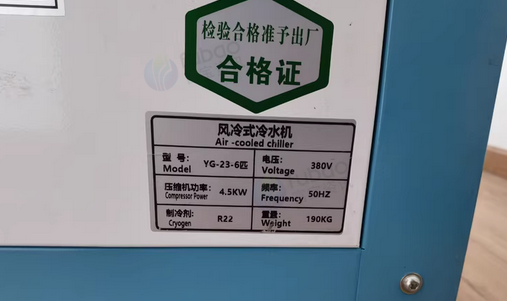 检验合格准予出厂
合格证
风冷式冷水机
Air -cooled chiller
型 号: YG-23-6匹 电压: 380V
Model Voltage
压缩机功率: 4.5KW 频率: 50HZ
Compressor Power Frequency
制冷剂: R22 重量: 190KG
Cryogen Weight